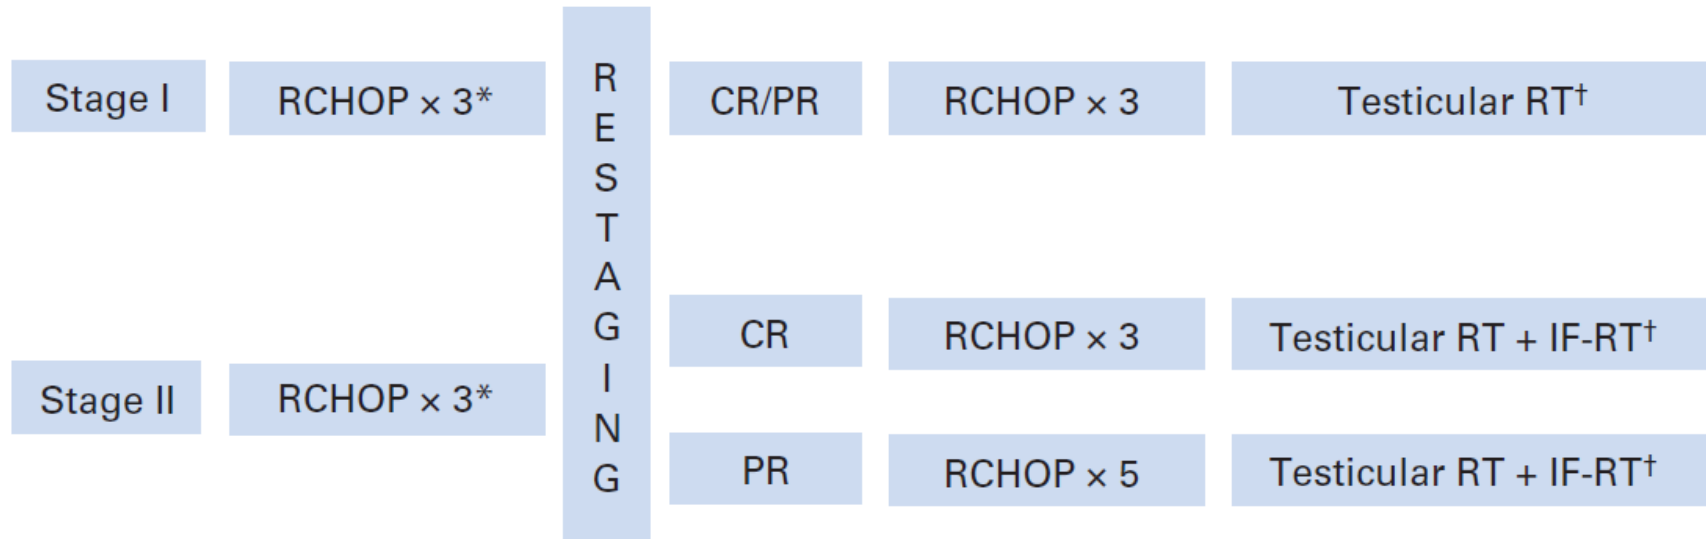 Stage I
RCHOP × 3*
RESTAGING
CR/PR
RCHOP × 3
Testicular RT†
CR
RCHOP × 3
Testicular RT + IF-RT†
Stage II
RCHOP × 3*
PR
RCHOP × 5
Testicular RT + IF-RT†